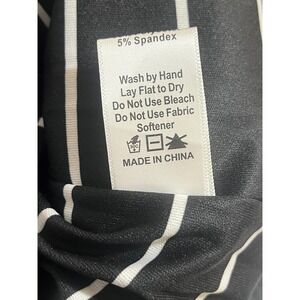 5% Spandex
Wash by Hand
Lay Flat to Dry
Do Not Use Bleach
Do Not Use Fabric
Softener
MADE IN CHINA